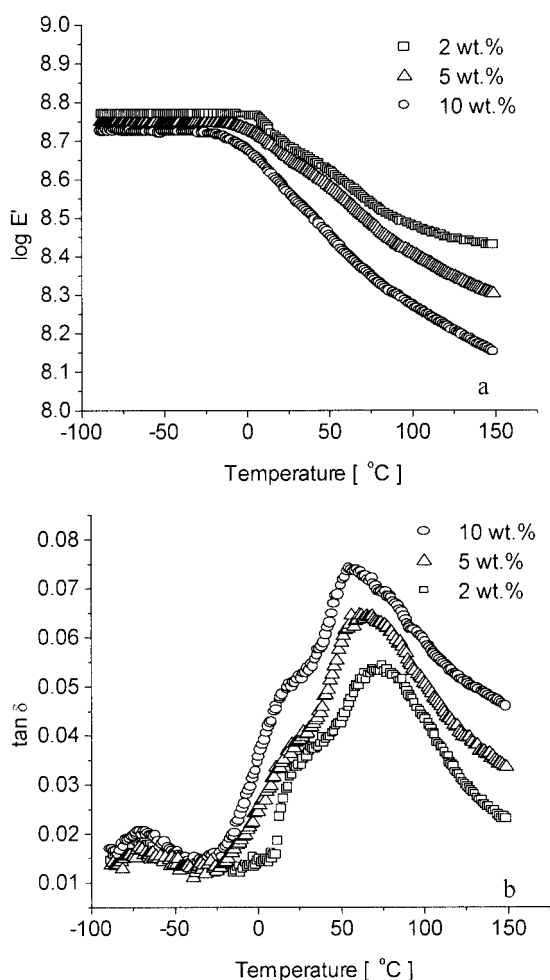 9.0
8.9
8.8
8.7
8.6
8.5
8.4
8.3
8.2
8.1
8.0
log E'
2 wt.%
5 wt.%
10 wt.%
a
-100 -50 0 50 100 150
Temperature [ °C]
0.08
0.07
0.06
0.05
0.04
0.03
0.02
0.01
tan δ
10 wt.%
5 wt.%
2 wt.%
b
-100 -50 0 50 100 150
Temperature [ °C]